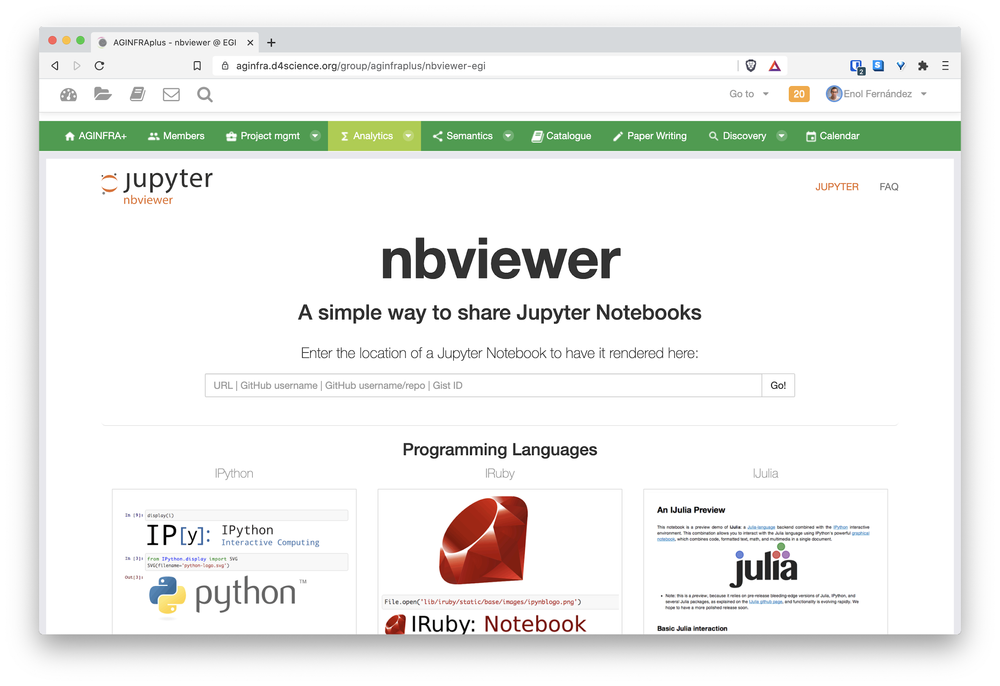 AGINFRAplus - nbviewer @ EGI
aginfra.d4science.org/group/aginfraplus/nbviewer-egi
S
2
Go to
20
Enol Fernández
AGINFRA+
Members
Project mgmt
Analytics
Semantics
Catalogue
Paper Writing
Discovery
Calendar
jupyter
nbviewer
JUPYTER
FAQ
nbviewer
A simple way to share Jupyter Notebooks
Enter the location of a Jupyter Notebook to have it rendered here:
URL | GitHub username | GitHub username/repo | Gist ID
Go!
Programming Languages
IPython
In [9]:
display(i)
IP[y]:
IPython
Interactive Computing
In [3]:
from IPython.display import SVG
SVG(filename='python-logo.svg')
Out[3]:
python TM
IRuby
File.open('lib/iruby/static/base/images/ipynblogo.png')
IRuby: Notebook
IJulia
An IJulia Preview
This notebook is a preview demo of IJulia: a Julia-language backend combined with the IPython interactive
environment. This combination allows you to interact with the Julia language using IPython's powerful graphical
notebook, which combines code, formatted text, math, and multimedia in a single document.
julia
• Note: this is a preview, because it relies on pre-release bleeding-edge versions of Julia, IPython, and
several Julia packages, as explained on the IJulia github page, and functionality is evolving rapidly. We
hope to have a more polished release soon.
Basic Julia interaction